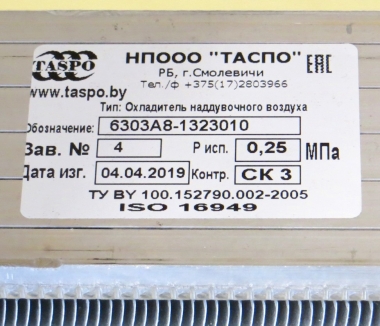 TASPO
НПООО "ТАСПО"
РБ, г.Смолевичи
Тел./ф +375(17)2803966
www.taspo.by
EAC
Тип: Охладитель наддувочного воздуха
Обозначение: 6303А8-1323010
Зав. № 4 Р исп. 0,25 МПа
Дата изг. 04.04.2019 Контр. СК 3
ТУ BY 100.152790.002-2005
ISO 16949